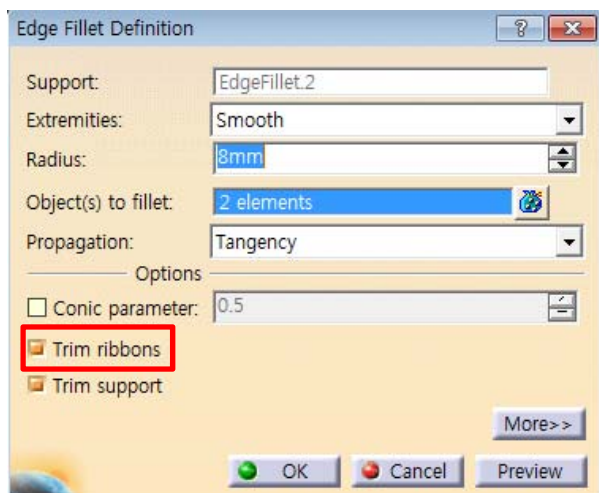 Edge Fillet Definition
Support: EdgeFillet.2
Extremities: Smooth
Radius: 8mm
Object(s) to fillet: 2 elements
Propagation: Tangency
Options
Conic parameter: 0.5
Trim ribbons
Trim support
More>>
OK Cancel Preview